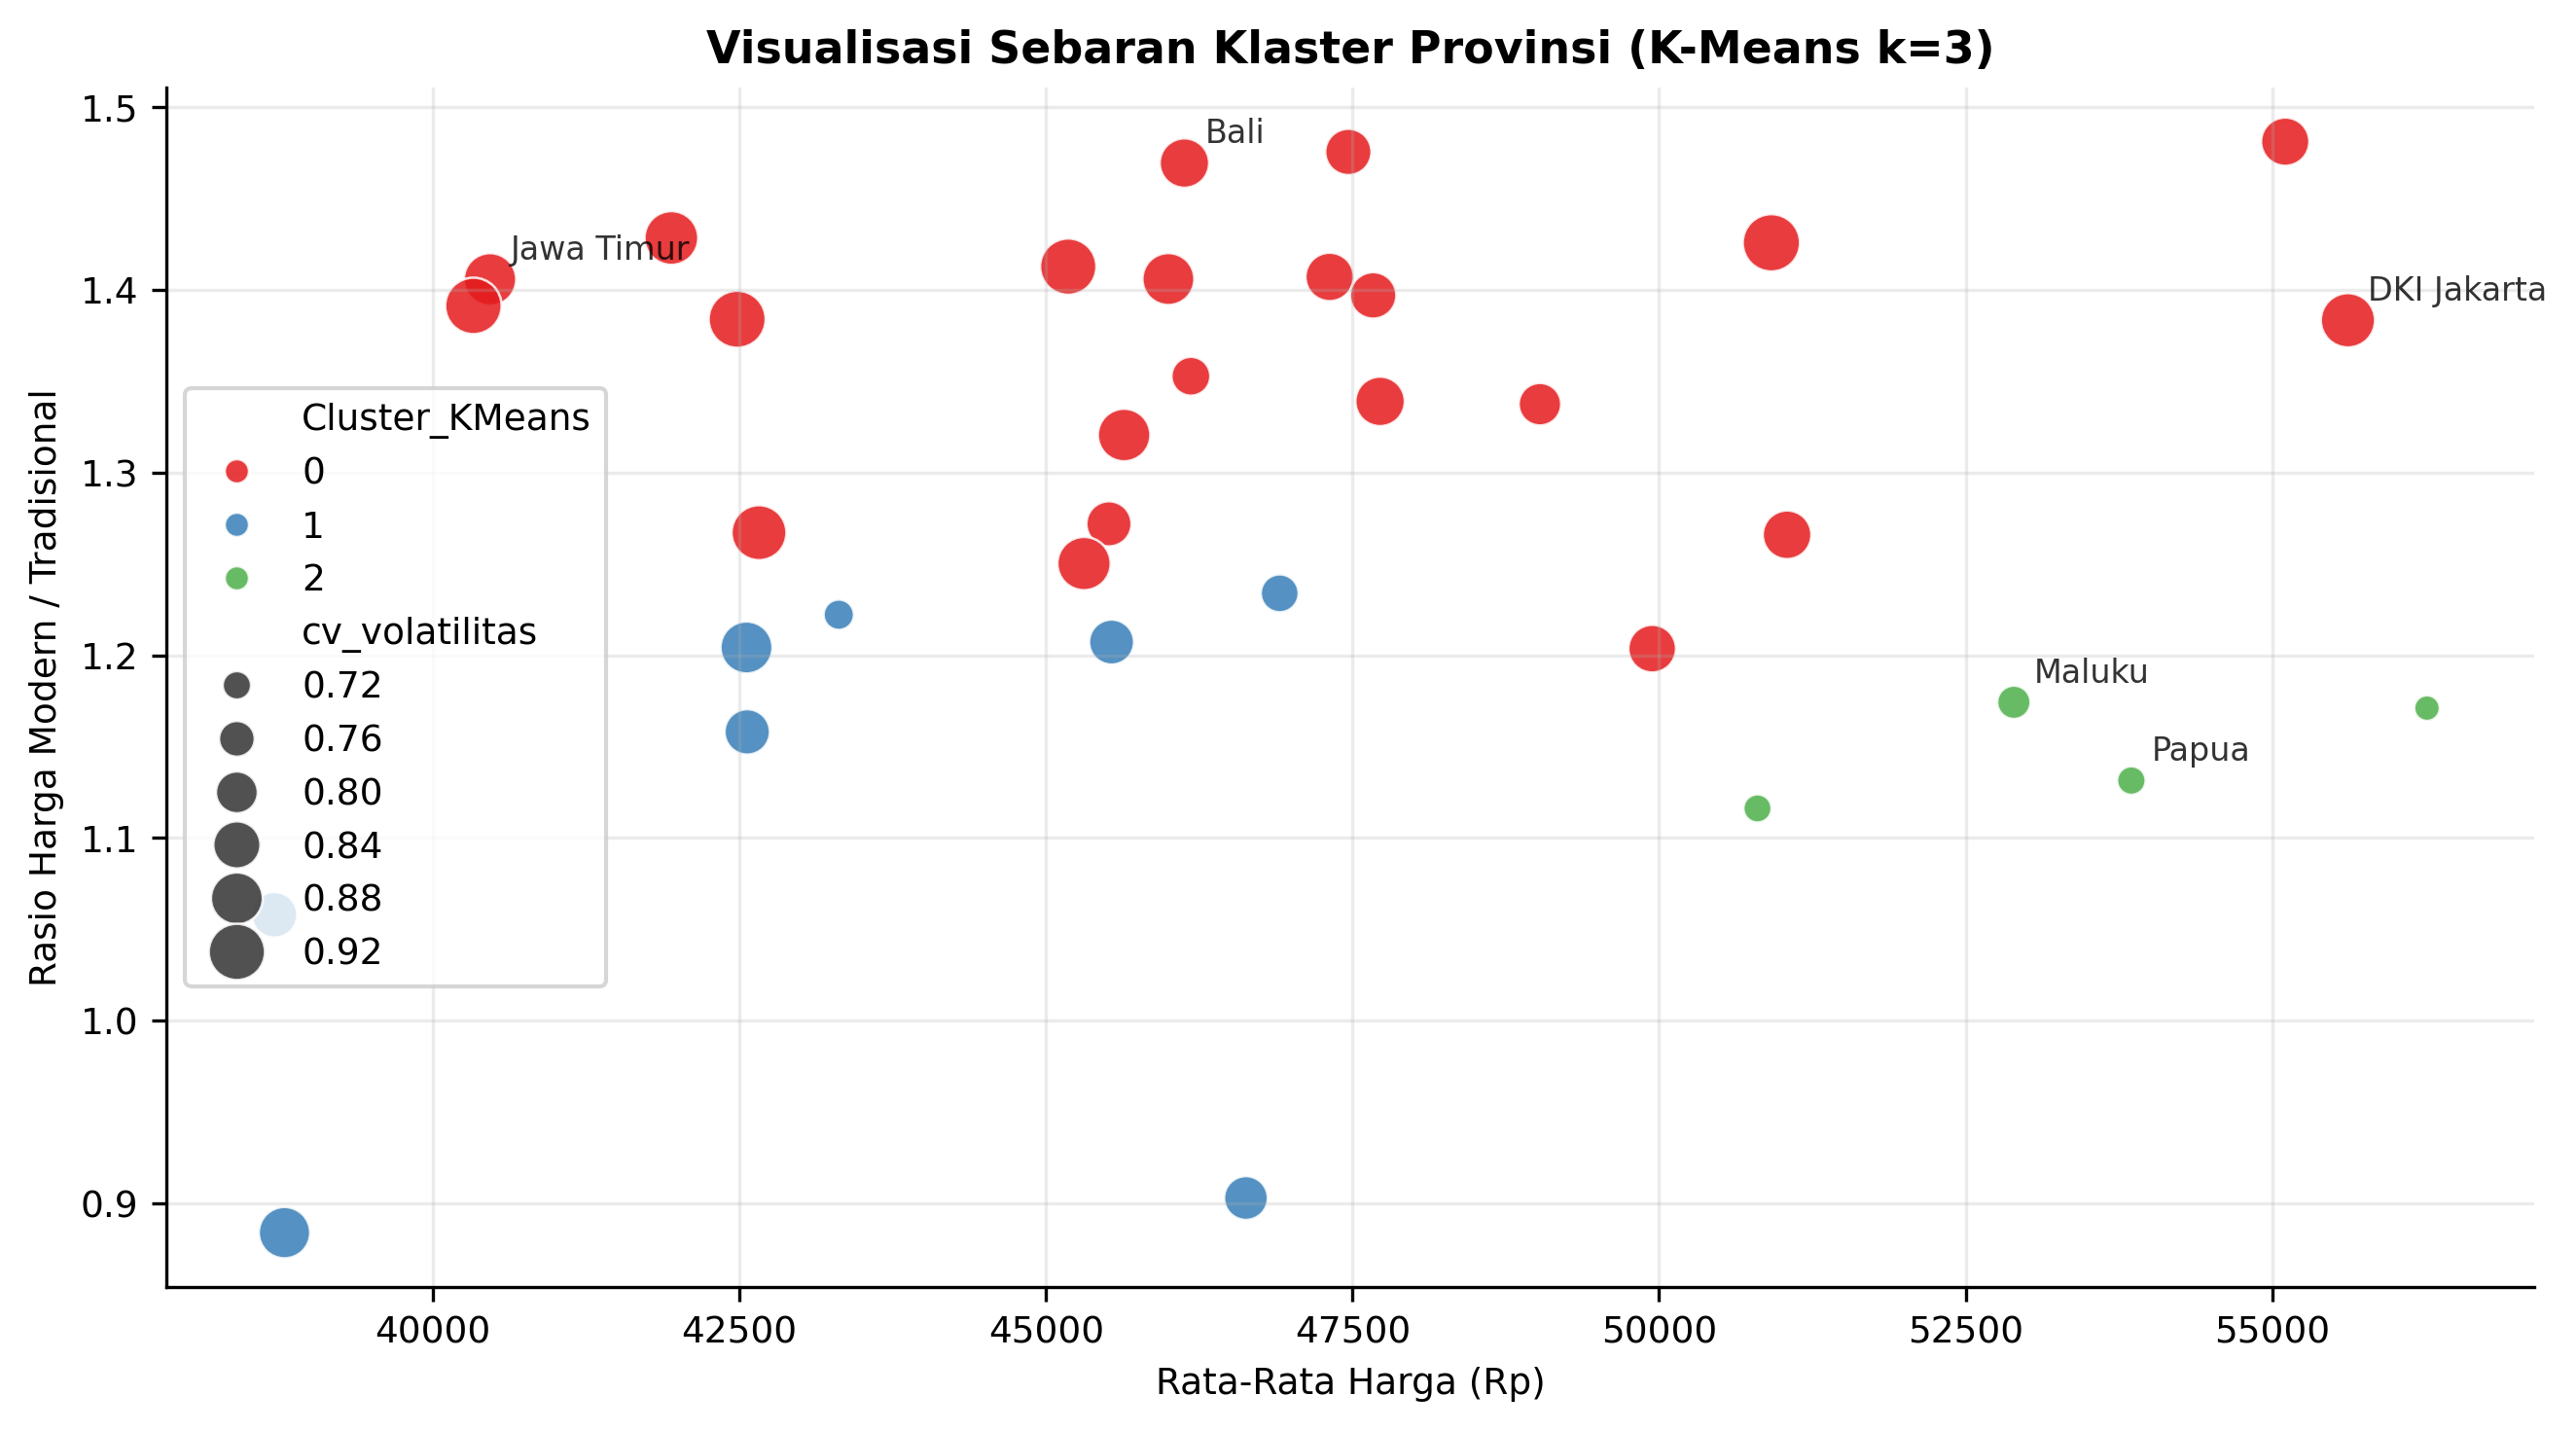 Visualisasi Sebaran Klaster Provinsi (K-Means k=3)
Rasio Harga Modern / Tradisional
1.5
1.4
1.3
1.2
1.1
1.0
0.9
Bali
Jawa Timur
DKI Jakarta
Maluku
Papua
Cluster_KMeans
0
1
2
cv_volatilitas
0.72
0.76
0.80
0.84
0.88
0.92
40000 42500 45000 47500 50000 52500 55000
Rata-Rata Harga (Rp)